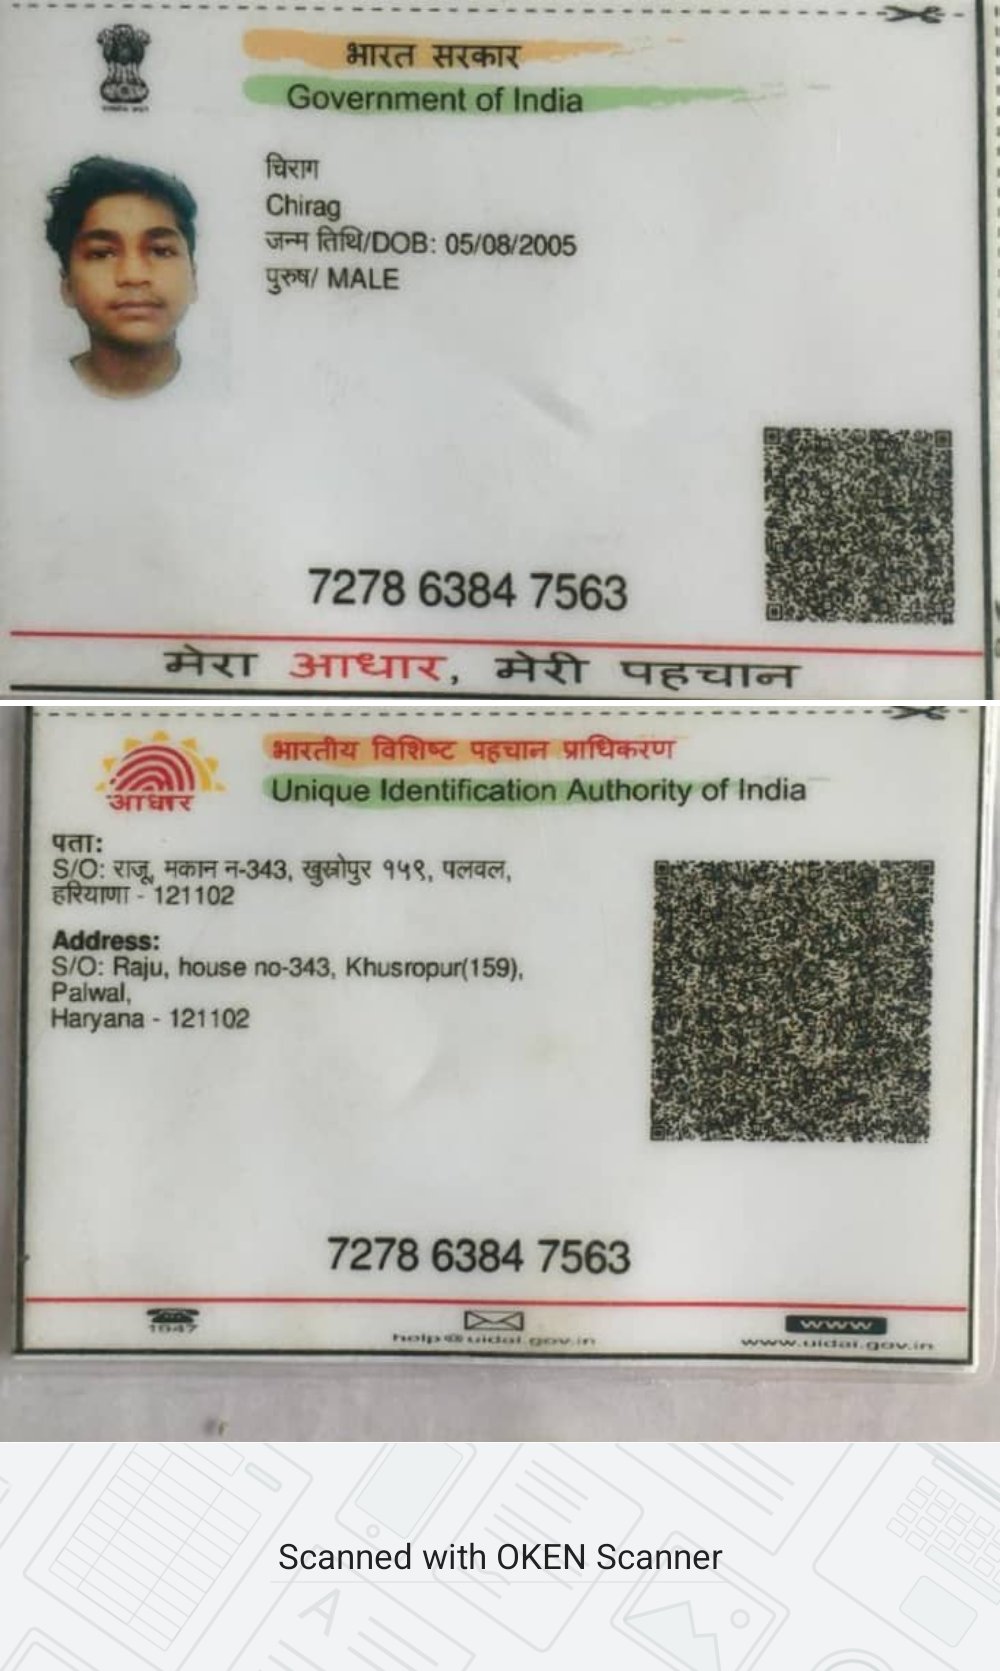 भारत सरकार
Government of India
चिराग
Chirag
जन्म तिथि/DOB: 05/08/2005
पुरुष/ MALE
7278 6384 7563
मेरा आधार, मेरी पहचान
भारतीय विशिष्ट पहचान प्राधिकरण
Unique Identification Authority of India
आधार
पता:
S/O: राजू, मकान न-343, खुस्रोपुर १५९, पलवल,
हरियाणा - 121102
Address:
S/O: Raju, house no-343, Khusropur(159),
Palwal,
Haryana - 121102
7278 6384 7563
1947
help@uidai.gov.in
www
www.uidai.gov.in
Scanned with OKEN Scanner